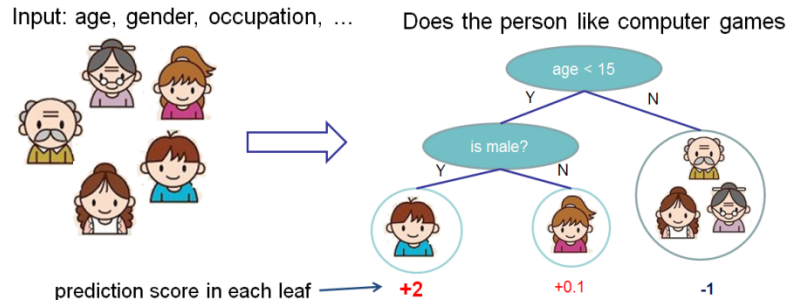 Input: age, gender, occupation, …
Does the person like computer games
age < 15
Y
N
is male?
Y
N
prediction score in each leaf
+2
+0.1
-1